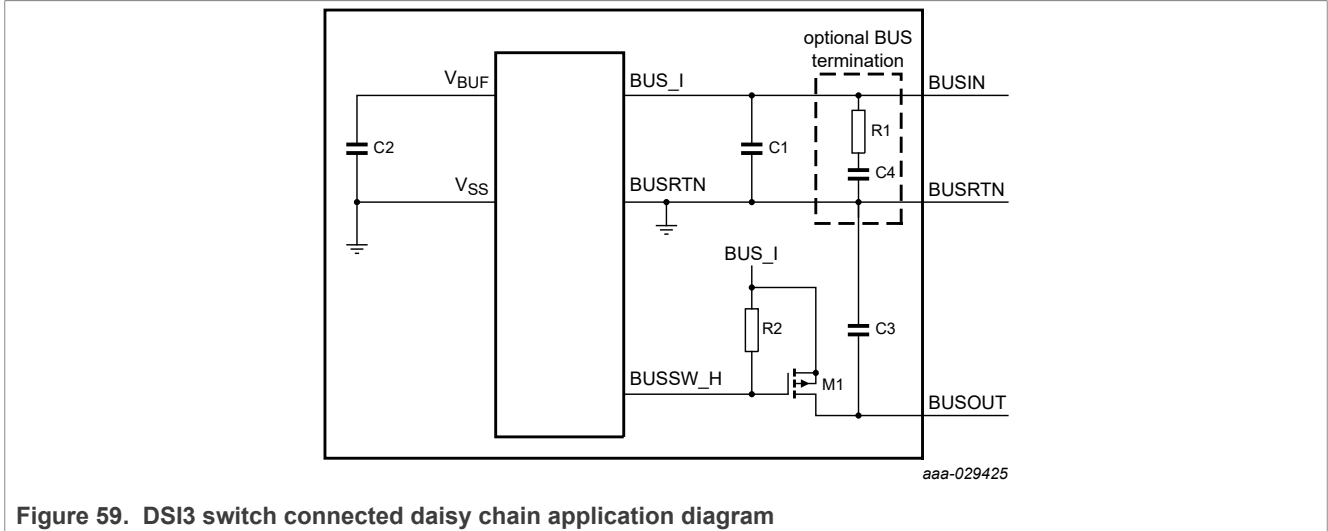 optional BUS
termination
VBUF
BUS_I
BUSIN
R1
C2
C1
C4
VSS
BUSRTN
BUSRTN
BUS_I
R2
C3
BUSSW_H
M1
BUSOUT
aaa-029425
Figure 59. DSI3 switch connected daisy chain application diagram